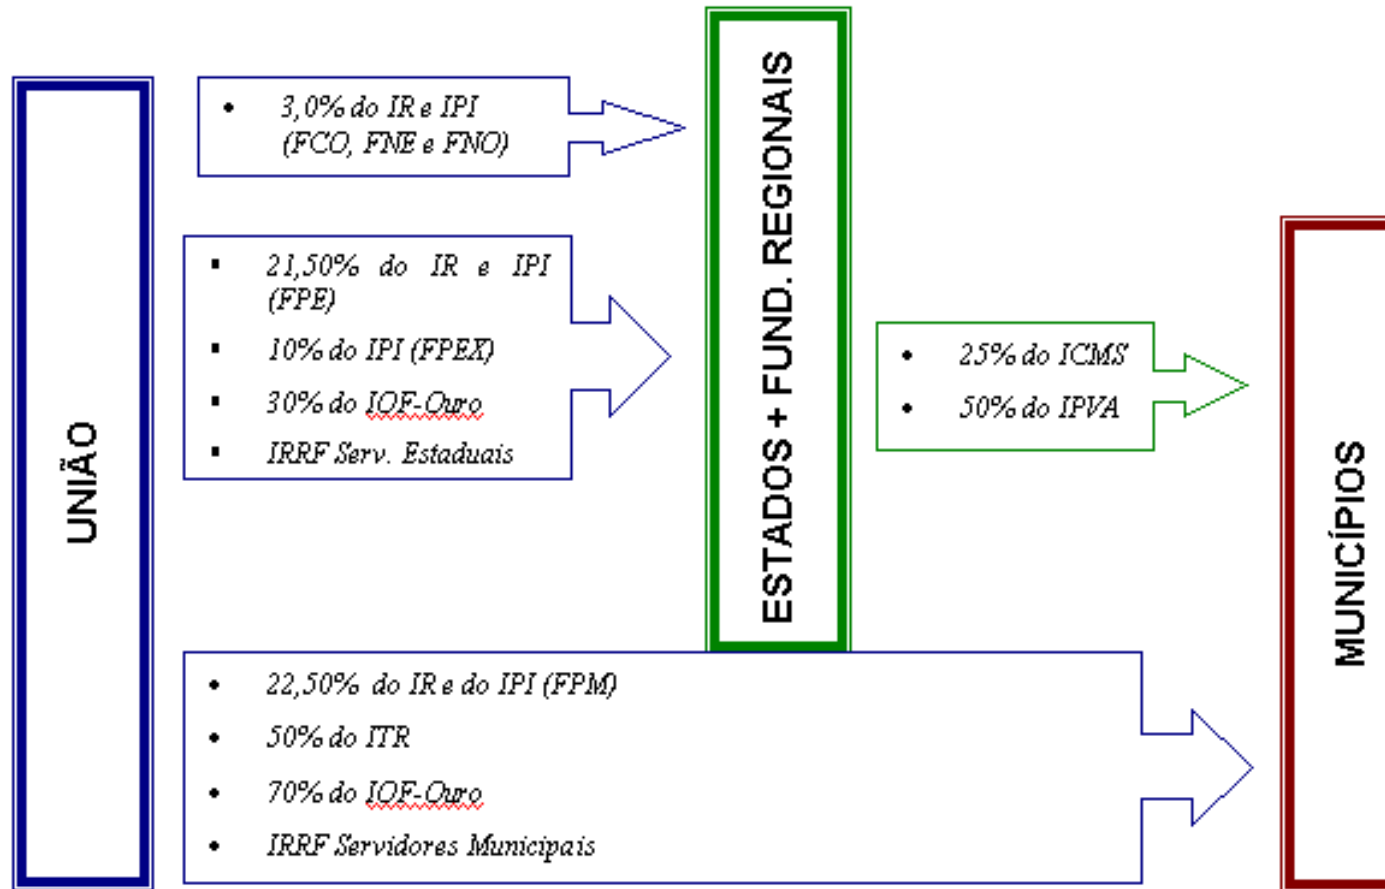 UNIÃO
3,0% do IR e IPI
(FCO, FNE e FNO)
21,50% do IR e IPI
(FPE)
10% do IPI (FPEX)
30% do IOF-Ouro
IRRF Serv. Estaduais
ESTADOS + FUND. REGIONAIS
25% do ICMS
50% do IPVA
22,50% do IR e do IPI (FPM)
50% do ITR
70% do IOF-Ouro
IRRF Servidores Municipais
MUNICÍPIOS